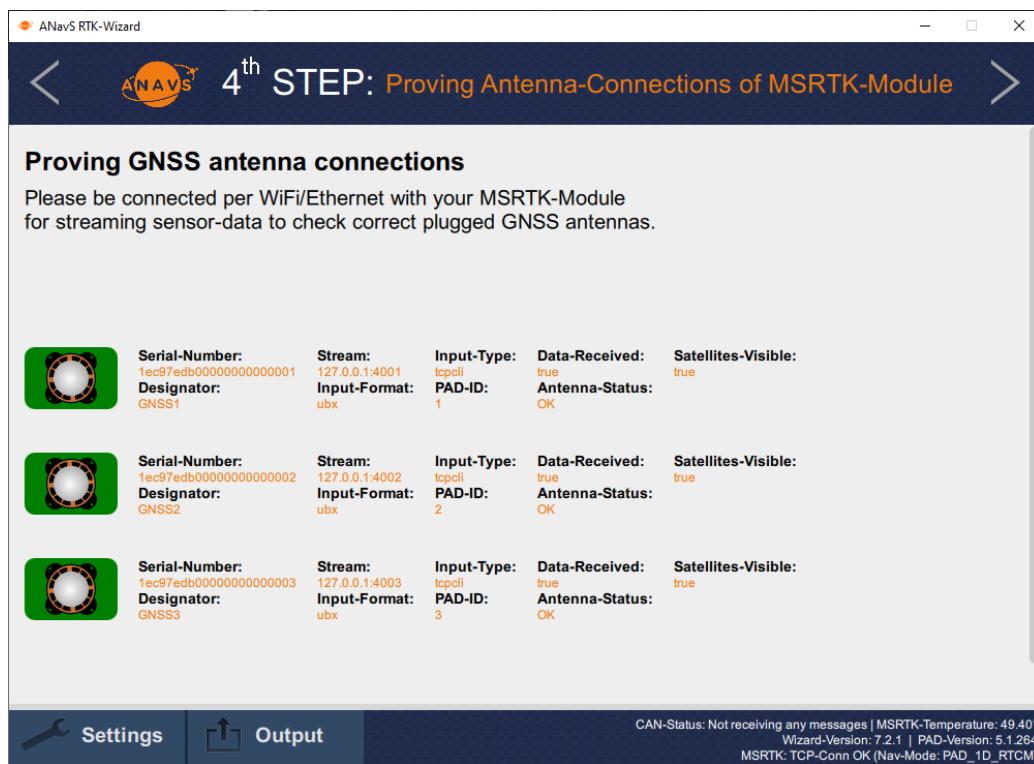 ANavS RTK-Wizard
ANAVS
4th STEP: Proving Antenna-Connections of MSRTK-Module
Proving GNSS antenna connections
Please be connected per WiFi/Ethernet with your MSRTK-Module
for streaming sensor-data to check correct plugged GNSS antennas.
Serial-Number: Stream: Input-Type: Data-Received: Satellites-Visible:
1ec97edb00000000000001 127.0.0.1:4001 tcpcli true true
Designator: Input-Format: PAD-ID: Antenna-Status:
GNSS1 ubx 1 OK
Serial-Number: Stream: Input-Type: Data-Received: Satellites-Visible:
1ec97edb00000000000002 127.0.0.1:4002 tcpcli true true
Designator: Input-Format: PAD-ID: Antenna-Status:
GNSS2 ubx 2 OK
Serial-Number: Stream: Input-Type: Data-Received: Satellites-Visible:
1ec97edb00000000000003 127.0.0.1:4003 tcpcli true true
Designator: Input-Format: PAD-ID: Antenna-Status:
GNSS3 ubx 3 OK
Settings
Output
CAN-Status: Not receiving any messages | MSRTK-Temperature: 49.40°
Wizard-Version: 7.2.1 | PAD-Version: 5.1.264
MSRTK: TCP-Conn OK (Nav-Mode: PAD_1D_RTCM